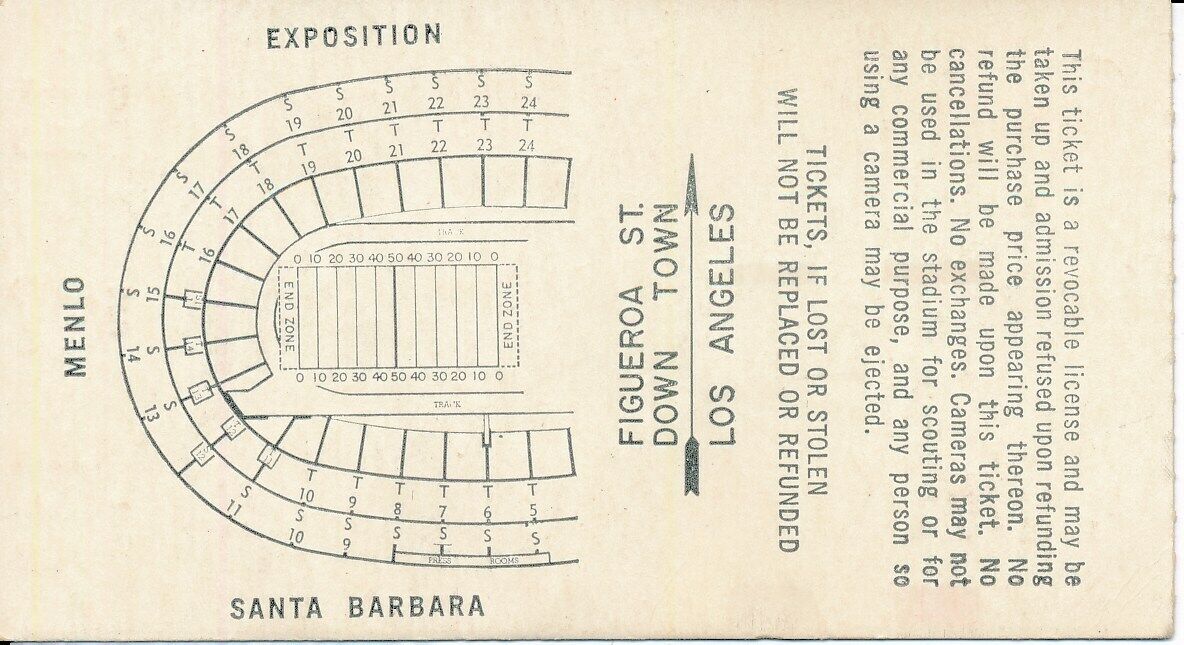 EXPOSITION
S S S S S S S S S
17 18 19 20 21 22 23 24
T T T T T T T T T
16 17 18 19 20 21 22 23 24
16
S
15
S
14
S
13
TRACK
0 10 20 30 40 50 40 30 20 10 0
END ZONE
END ZONE
0 10 20 30 40 50 40 30 20 10 0
TRACK
T T T T T T
10 9 8 7 6 5
S S S S S S S
11 10 9 8 7 6 5
PRESS ROOMS
MENLO
SANTA BARBARA
FIGUEROA ST.
DOWN TOWN
LOS ANGELES
TICKETS, IF LOST OR STOLEN
WILL NOT BE REPLACED OR REFUNDED
This ticket is a revocable license and may be
taken up and admission refused upon refunding
the purchase price appearing thereon. No
refund will be made upon this ticket. No
cancellations. No exchanges. Cameras may not
be used in the stadium for scouting or for
any commercial purpose, and any person so
using a camera may be ejected.